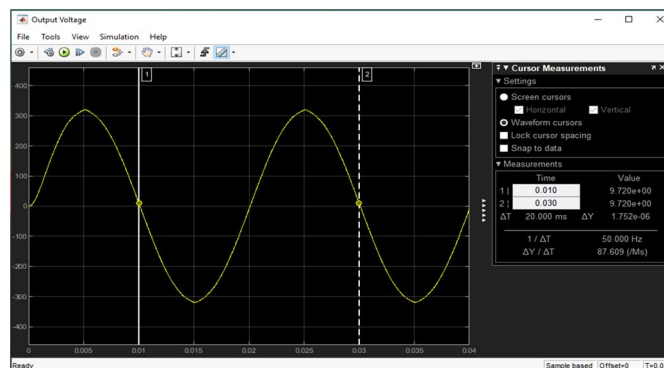 Output Voltage
File Tools View Simulation Help
1
2
400
300
200
100
0
-100
-200
-300
-400
0 0.005 0.01 0.015 0.02 0.025 0.03 0.035 0.04
Cursor Measurements
Settings
Screen cursors
Horizontal Vertical
Waveform cursors
Lock cursor spacing
Snap to data
Measurements
Time Value
1 | 0.010 9.720e+00
2 ¦ 0.030 9.720e+00
ΔT 20.000 ms ΔY 1.752e-06
1 / ΔT 50.000 Hz
ΔY / ΔT 87.609 (/Ms)
Ready
Sample based Offset=0 T=0.0